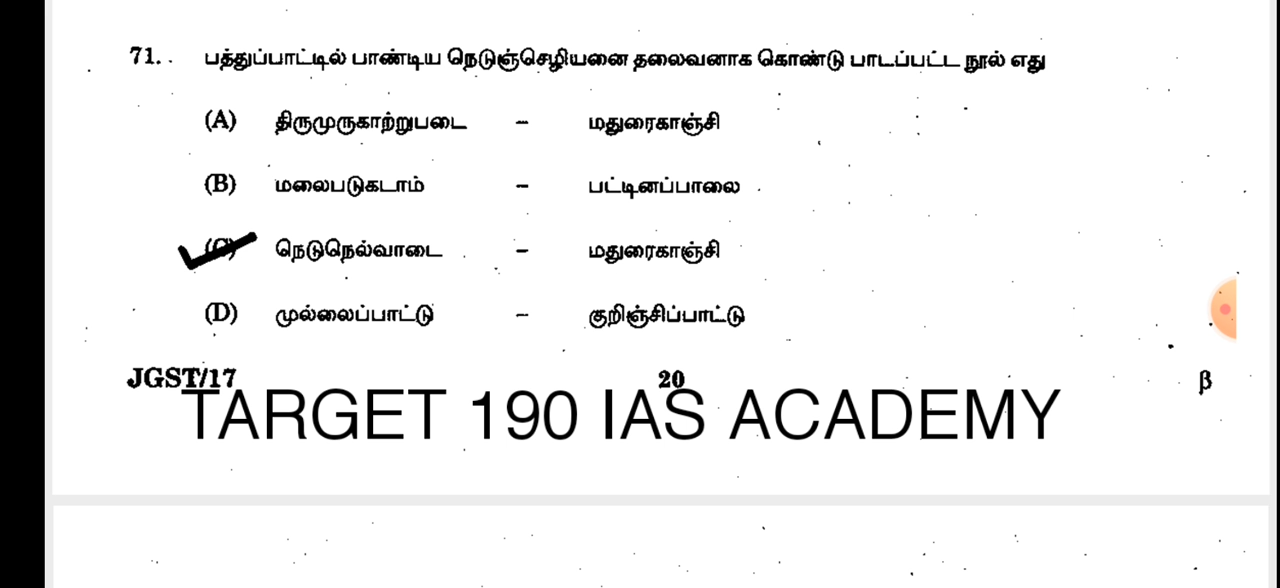 71. . பத்துப்பாட்டில் பாண்டிய நெடுஞ்செழியனை தலைவனாக கொண்டு பாடப்பட்ட நூல் எது
(A) திருமுருகாற்றுபடை – மதுரைகாஞ்சி
(B) மலைபடுகடாம் – பட்டினப்பாலை
(C) நெடுநெல்வாடை – மதுரைகாஞ்சி
(D) முல்லைப்பாட்டு – குறிஞ்சிப்பாட்டு
JGST/17 20 β
TARGET 190 IAS ACADEMY